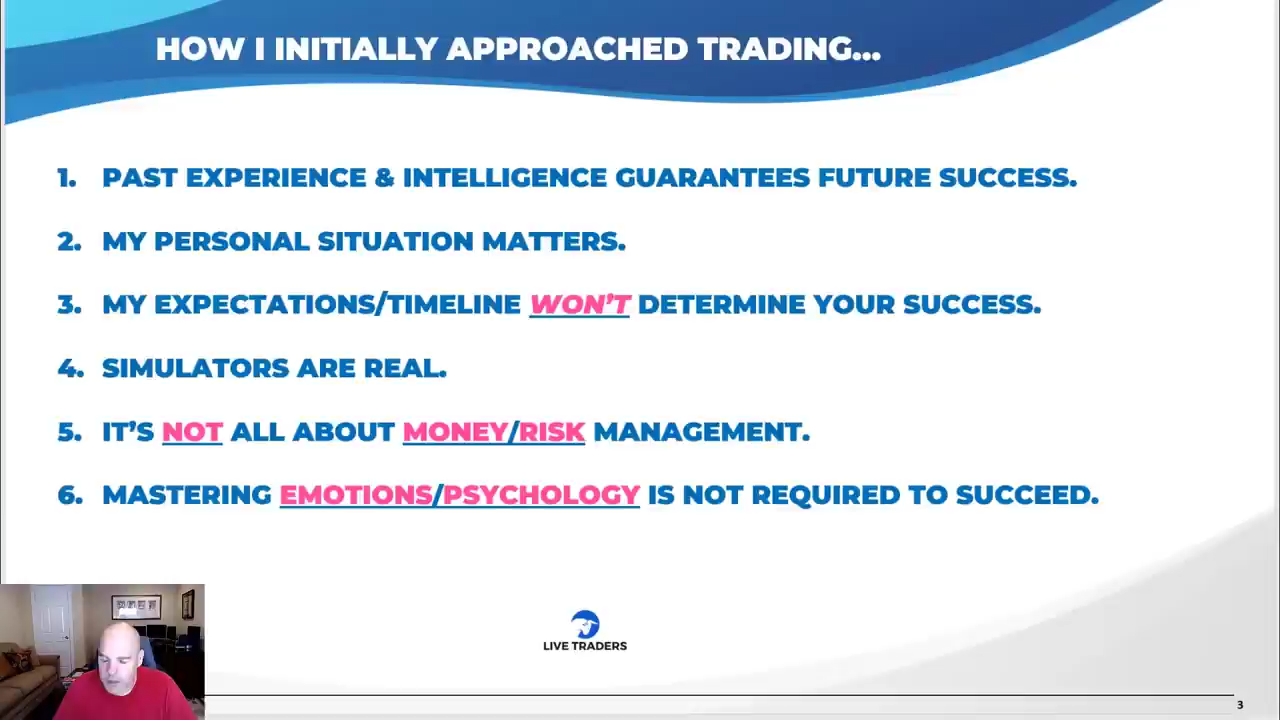 HOW I INITIALLY APPROACHED TRADING...
1. PAST EXPERIENCE & INTELLIGENCE GUARANTEES FUTURE SUCCESS.
2. MY PERSONAL SITUATION MATTERS.
3. MY EXPECTATIONS/TIMELINE WON'T DETERMINE YOUR SUCCESS.
4. SIMULATORS ARE REAL.
5. IT'S NOT ALL ABOUT MONEY/RISK MANAGEMENT.
6. MASTERING EMOTIONS/PSYCHOLOGY IS NOT REQUIRED TO SUCCEED.
LIVE TRADERS
3